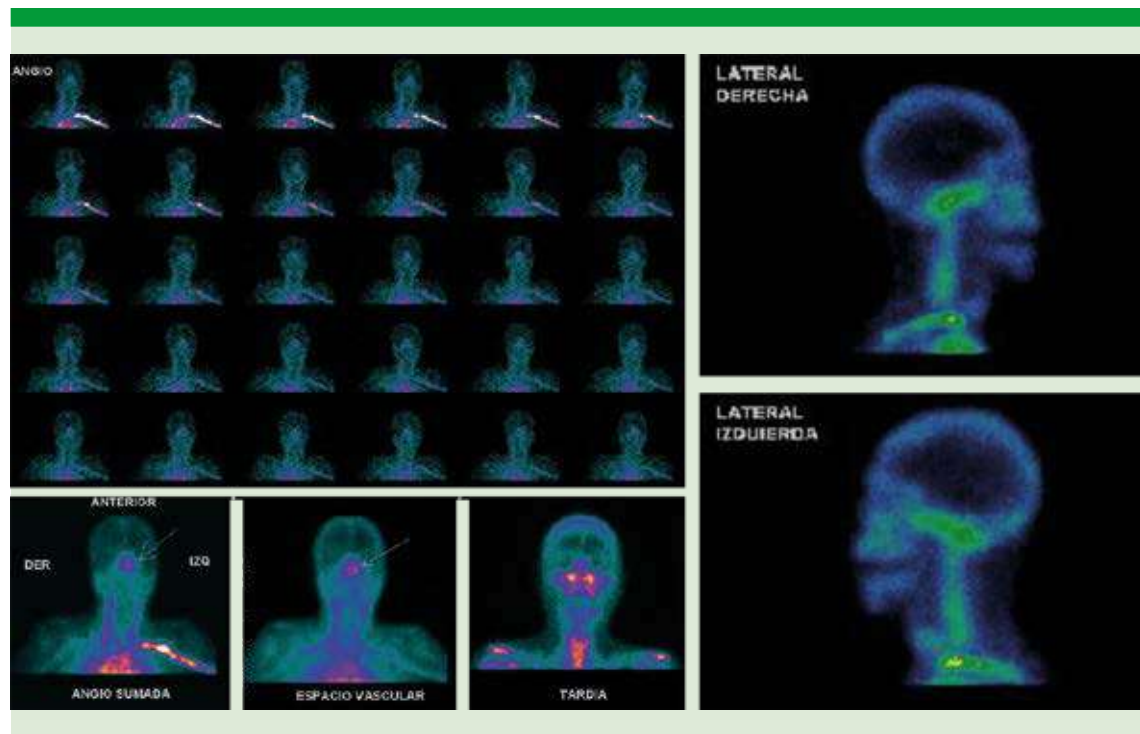 ANGIO
LATERAL
DERECHA
LATERAL
IZQUIERDA
ANTERIOR
DER
IZQ
ANGIO SUMADA
ESPACIO VASCULAR
TARDIA